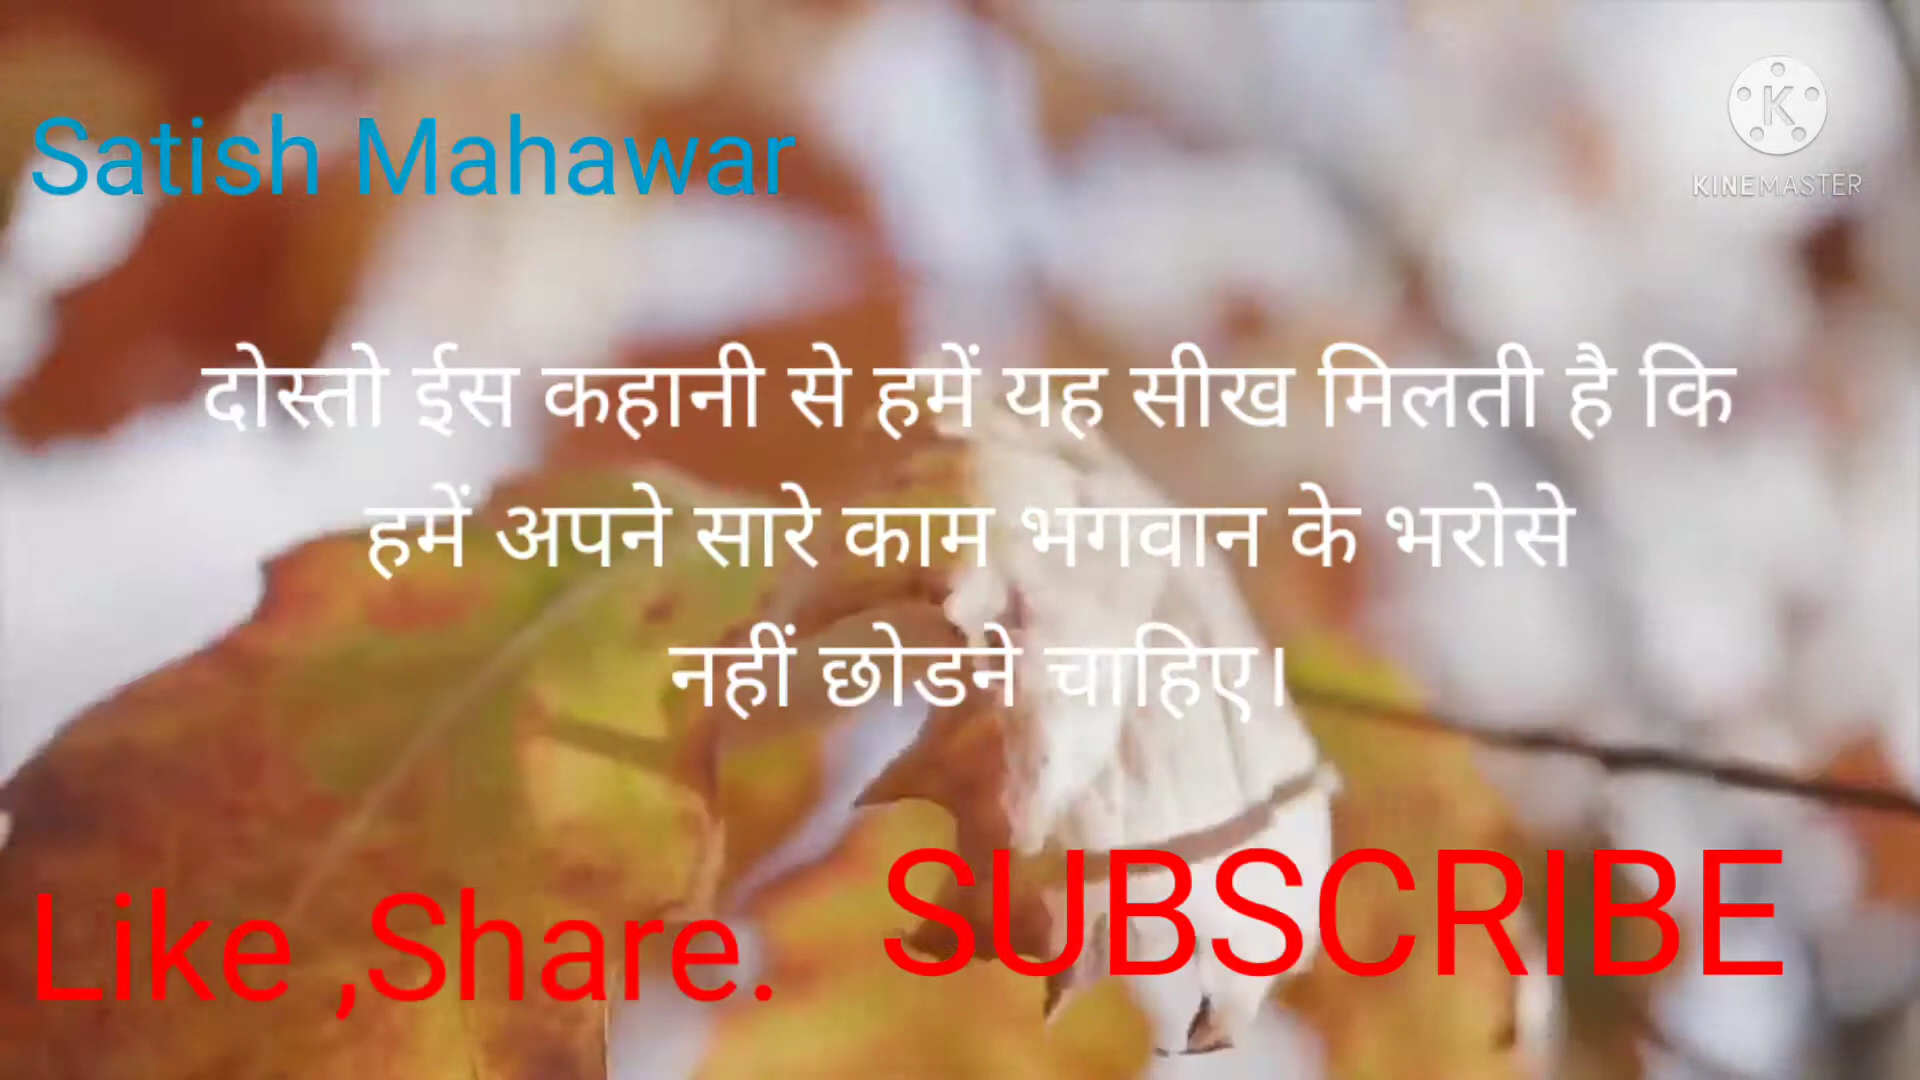 Satish Mahawar
KINEMASTER
दोस्तो ईस कहानी से हमें यह सीख मिलती है कि
हमें अपने सारे काम भगवान के भरोसे
नहीं छोडने चाहिए।
Like ,Share.
SUBSCRIBE